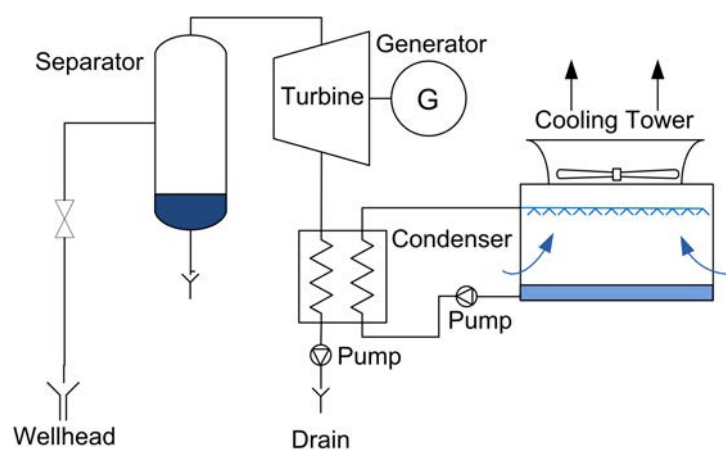 Separator
Generator
Turbine
G
Cooling Tower
Condenser
Pump
Pump
Wellhead
Drain